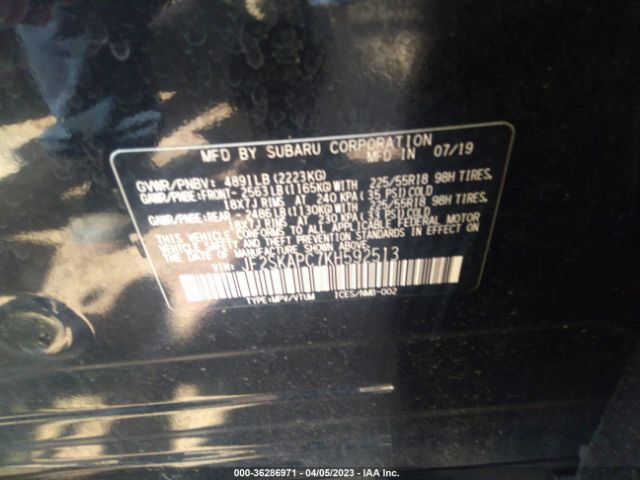 MFD BY SUBARU CORPORATION
MFD IN 07/19
GVWR/PNBV: 4891LB (2223KG)
GAWR/PNBE:FRONT- 2563LB(1165KG)WITH 225/55R18 98H TIRES,
18X7J RIMS AT 240 KPA( 35 PSI)COLD
GAWR/PNBE:REAR- 2486LB(1130KG)WITH 225/55R18 98H TIRES,
18X7J RIMS AT 230 KPA( 33 PSI)COLD
THIS VEHICLE CONFORMS TO ALL APPLICABLE FEDERAL MOTOR
VEHICLE SAFETY AND THEFT PREVENTION STANDARDS IN EFFECT ON
THE DATE OF MANUFACTURE SHOWN ABOVE.
VIN: JF2SKAPC7KH592513
TYPE:MPV/VTUM ICES/NMB-002
000-36286971 - 04/05/2023 - IAA Inc.